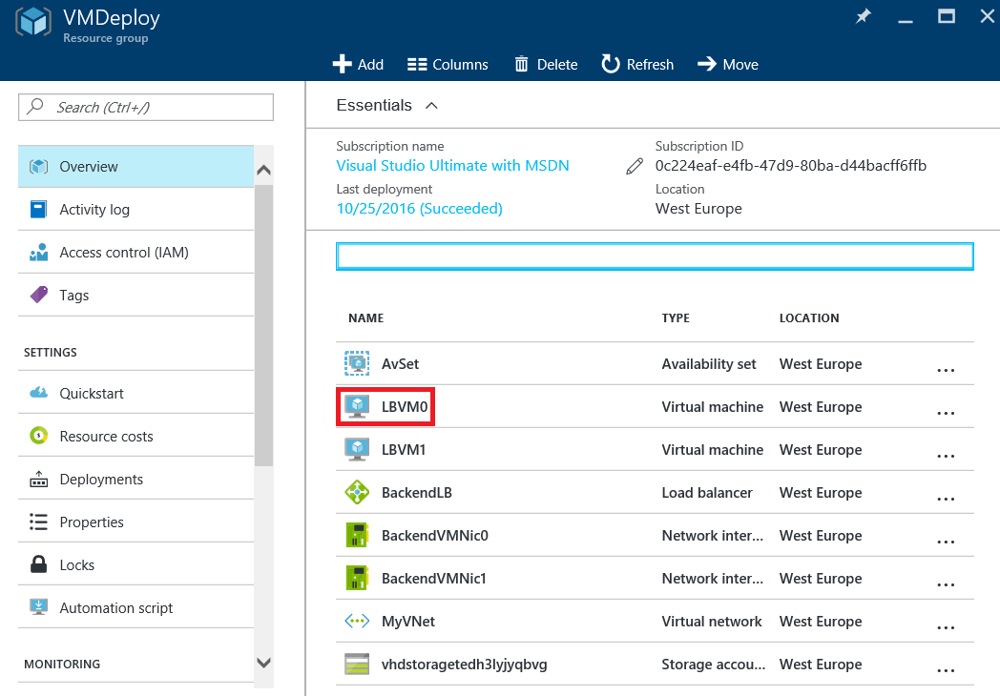 VMDeploy
Resource group
Add Columns Delete Refresh Move
Search (Ctrl+/)
Overview
Activity log
Access control (IAM)
Tags
SETTINGS
Quickstart
Resource costs
Deployments
Properties
Locks
Automation script
MONITORING
Essentials
Subscription name
Visual Studio Ultimate with MSDN
Last deployment
10/25/2016 (Succeeded)
Subscription ID
0c224eaf-e4fb-47d9-80ba-d44bacff6ffb
Location
West Europe
NAME TYPE LOCATION
AvSet Availability set West Europe ...
LBVM0 Virtual machine West Europe ...
LBVM1 Virtual machine West Europe ...
BackendLB Load balancer West Europe ...
BackendVMNic0 Network inter... West Europe ...
BackendVMNic1 Network inter... West Europe ...
MyVNet Virtual network West Europe ...
vhdstoragetedh3lyjyqbvg Storage accou... West Europe ...